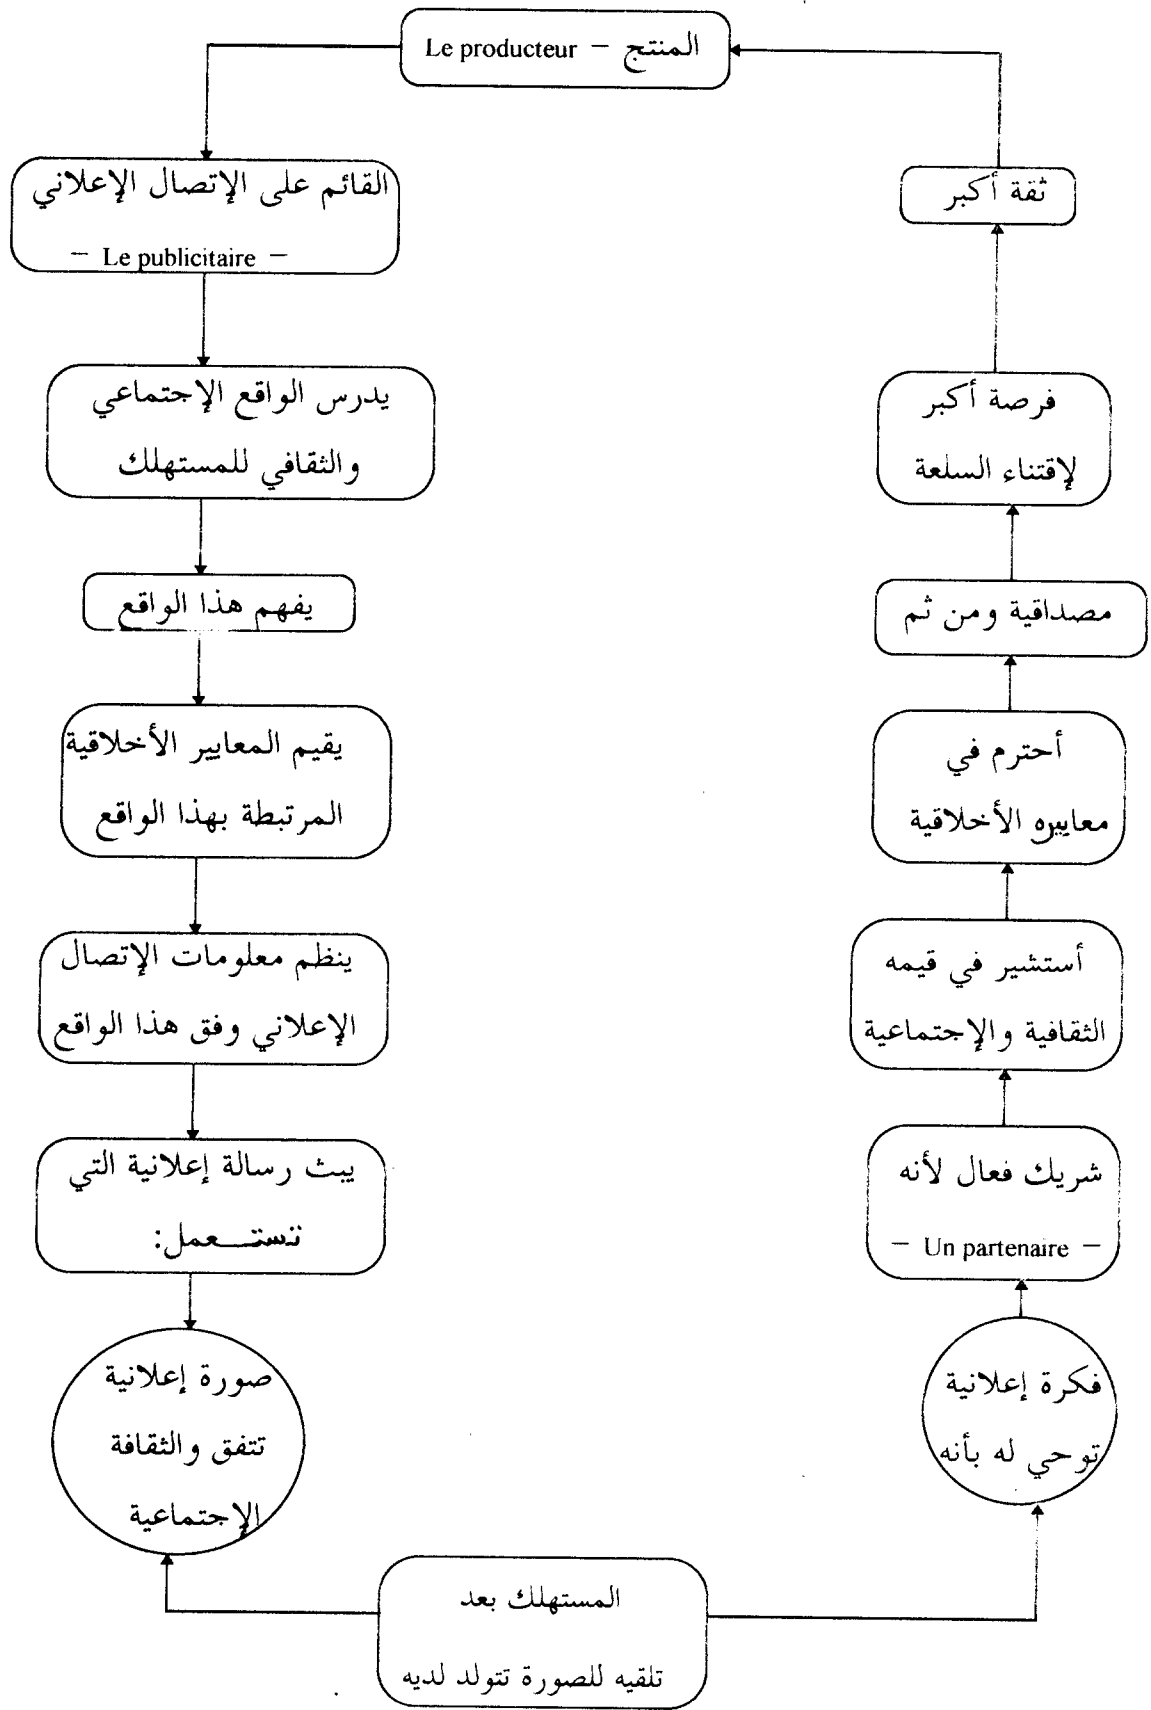 المنتج – Le producteur
القائم على الإتصال الإعلاني
– Le publicitaire –
يدرس الواقع الإجتماعي
والثقافي للمستهلك
يفهم هذا الواقع
يقيم المعايير الأخلاقية
المرتبطة بهذا الواقع
ينظم معلومات الإتصال
الإعلاني وفق هذا الواقع
يبث رسالة إعلانية التي
تستــعمل:
صورة إعلانية
تتفق والثقافة
الإجتماعية
المستهلك بعد
تلقيه للصورة تتولد لديه
فكرة إعلانية
توحي له بأنه
شريك فعال لأنه
– Un partenaire –
أستشير في قيمه
الثقافية والإجتماعية
أحترم في
معاييره الأخلاقية
مصداقية ومن ثم
فرصة أكبر
لإقتناء السلعة
ثقة أكبر